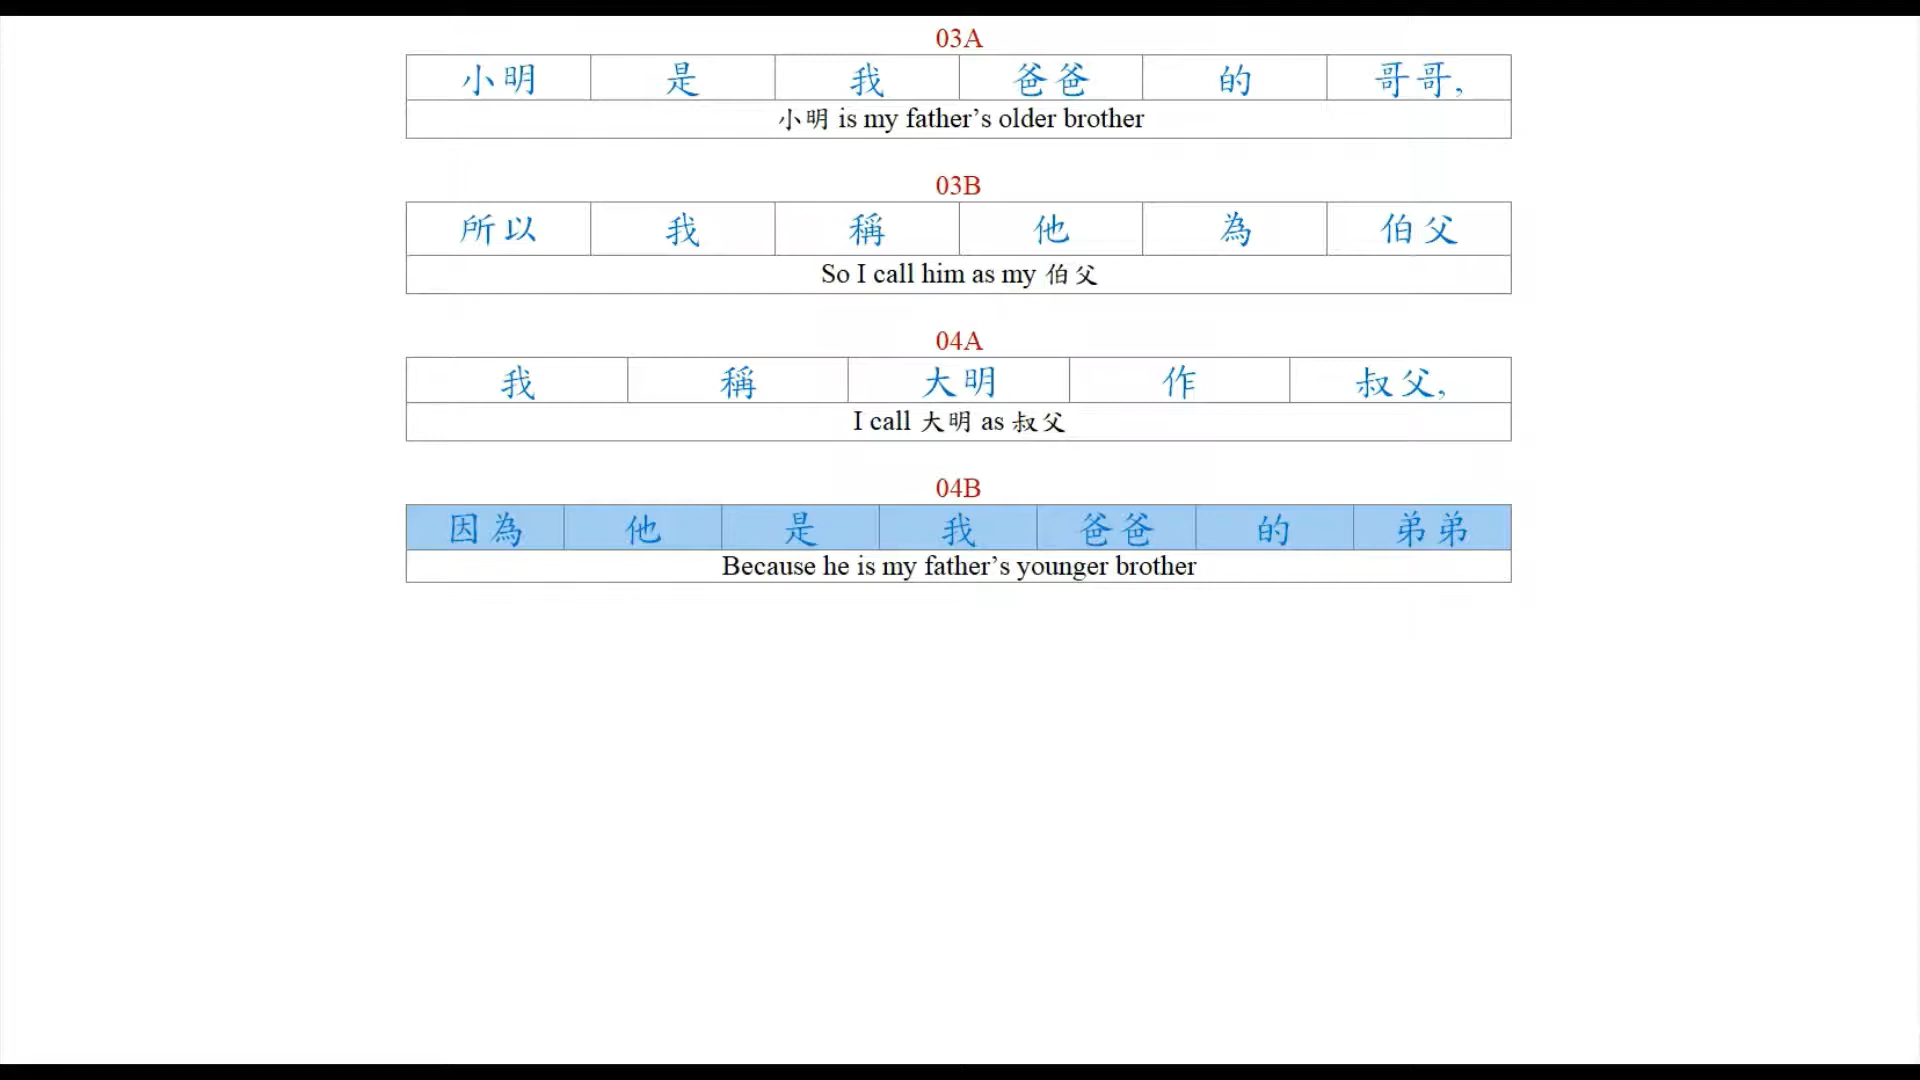 03A
小明 是 我 爸爸 的 哥哥,
小明 is my father’s older brother
03B
所以 我 稱 他 為 伯父
So I call him as my 伯父
04A
我 稱 大明 作 叔父,
I call 大明 as 叔父
04B
因為 他 是 我 爸爸 的 弟弟
Because he is my father’s younger brother